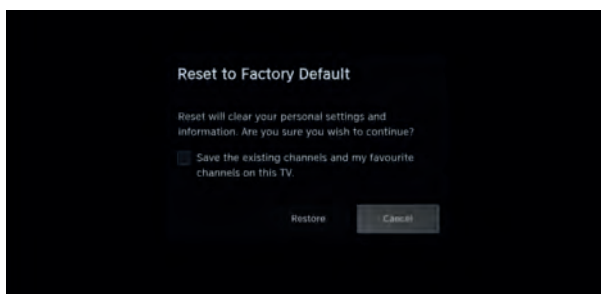 Reset to Factory Default
Reset will clear your personal settings and
information. Are you sure you wish to continue?
Save the existing channels and my favourite
channels on this TV.
Restore
Cancel